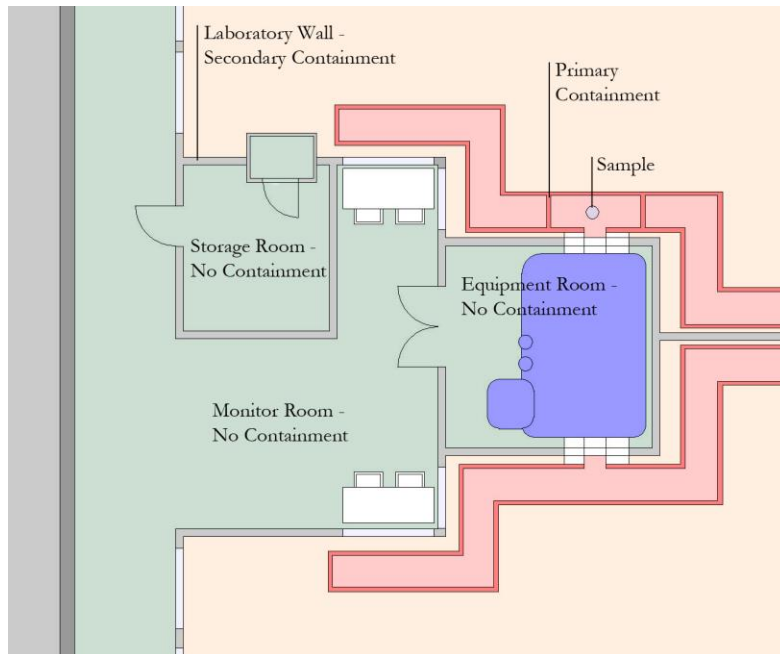 Laboratory Wall -
Secondary Containment
Primary
Containment
Sample
Storage Room -
No Containment
Equipment Room -
No Containment
Monitor Room -
No Containment